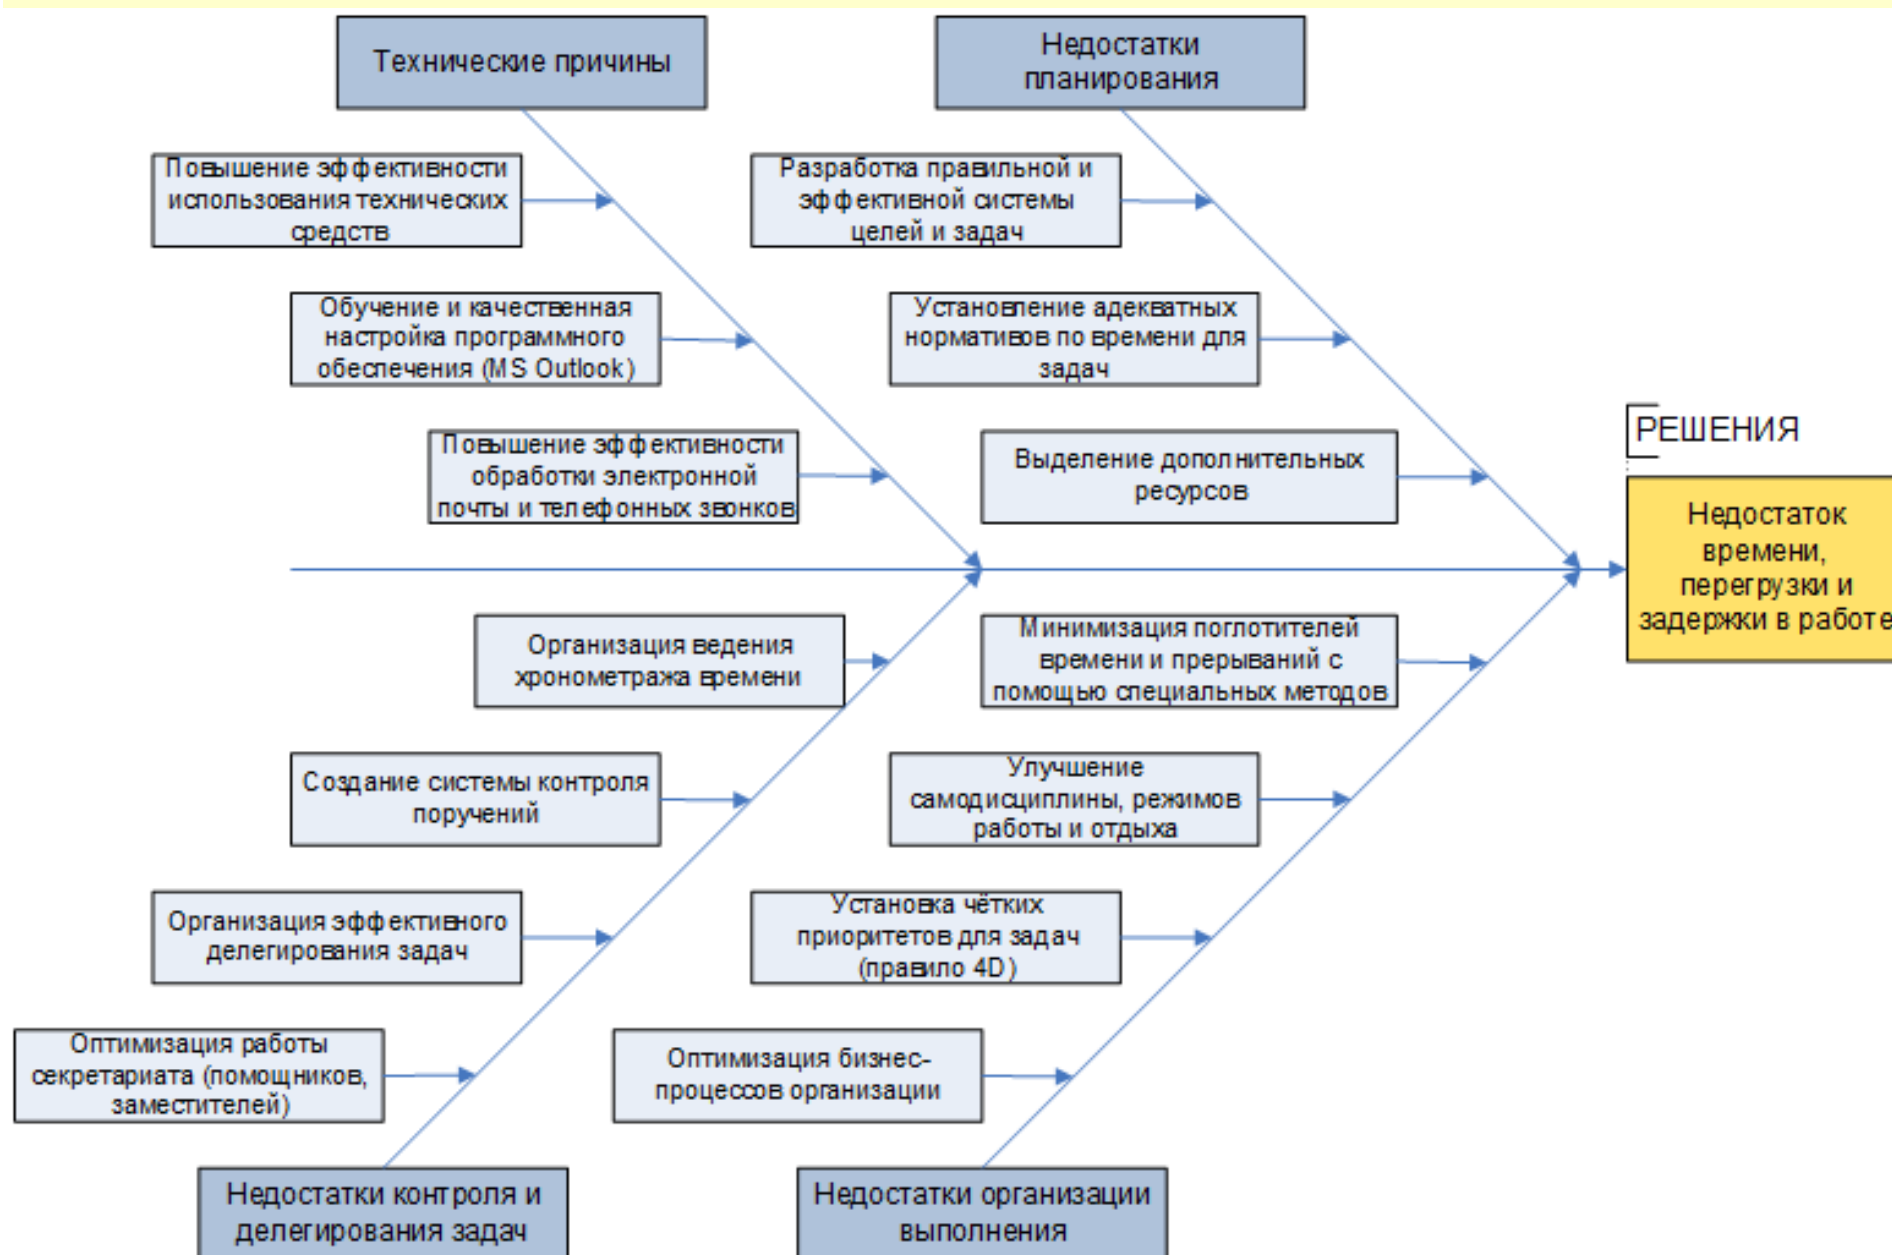 Технические причины
Недостатки
планирования
Повышение эффективности
использования технических
средств
Разработка правильной и
эффективной системы
целей и задач
Обучение и качественная
настройка программного
обеспечения (MS Outlook)
Установление адекватных
нормативов по времени для
задач
Повышение эффективности
обработки электронной
почты и телефонных звонков
Выделение дополнительных
ресурсов
РЕШЕНИЯ
Недостаток
времени,
перегрузки и
задержки в работе
Организация ведения
хронометража времени
Минимизация поглотителей
времени и прерываний с
помощью специальных методов
Создание системы контроля
поручений
Улучшение
самодисциплины, режимов
работы и отдыха
Организация эффективного
делегирования задач
Установка чётких
приоритетов для задач
(правило 4D)
Оптимизация работы
секретариата (помощников,
заместителей)
Оптимизация бизнес-
процессов организации
Недостатки контроля и
делегирования задач
Недостатки организации
выполнения